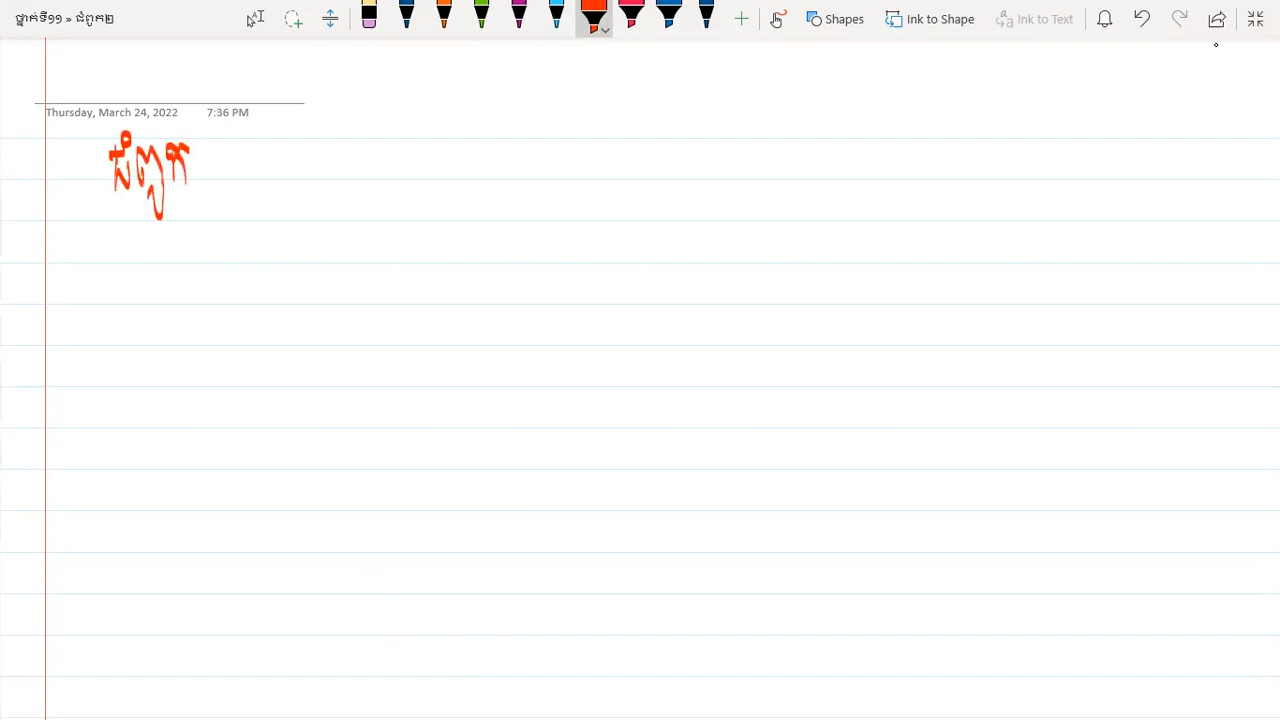 ថ្នាក់ទី១១ » ជំពូក២
Shapes
Ink to Shape
Ink to Text
Thursday, March 24, 2022 7:36 PM
ជំពូក